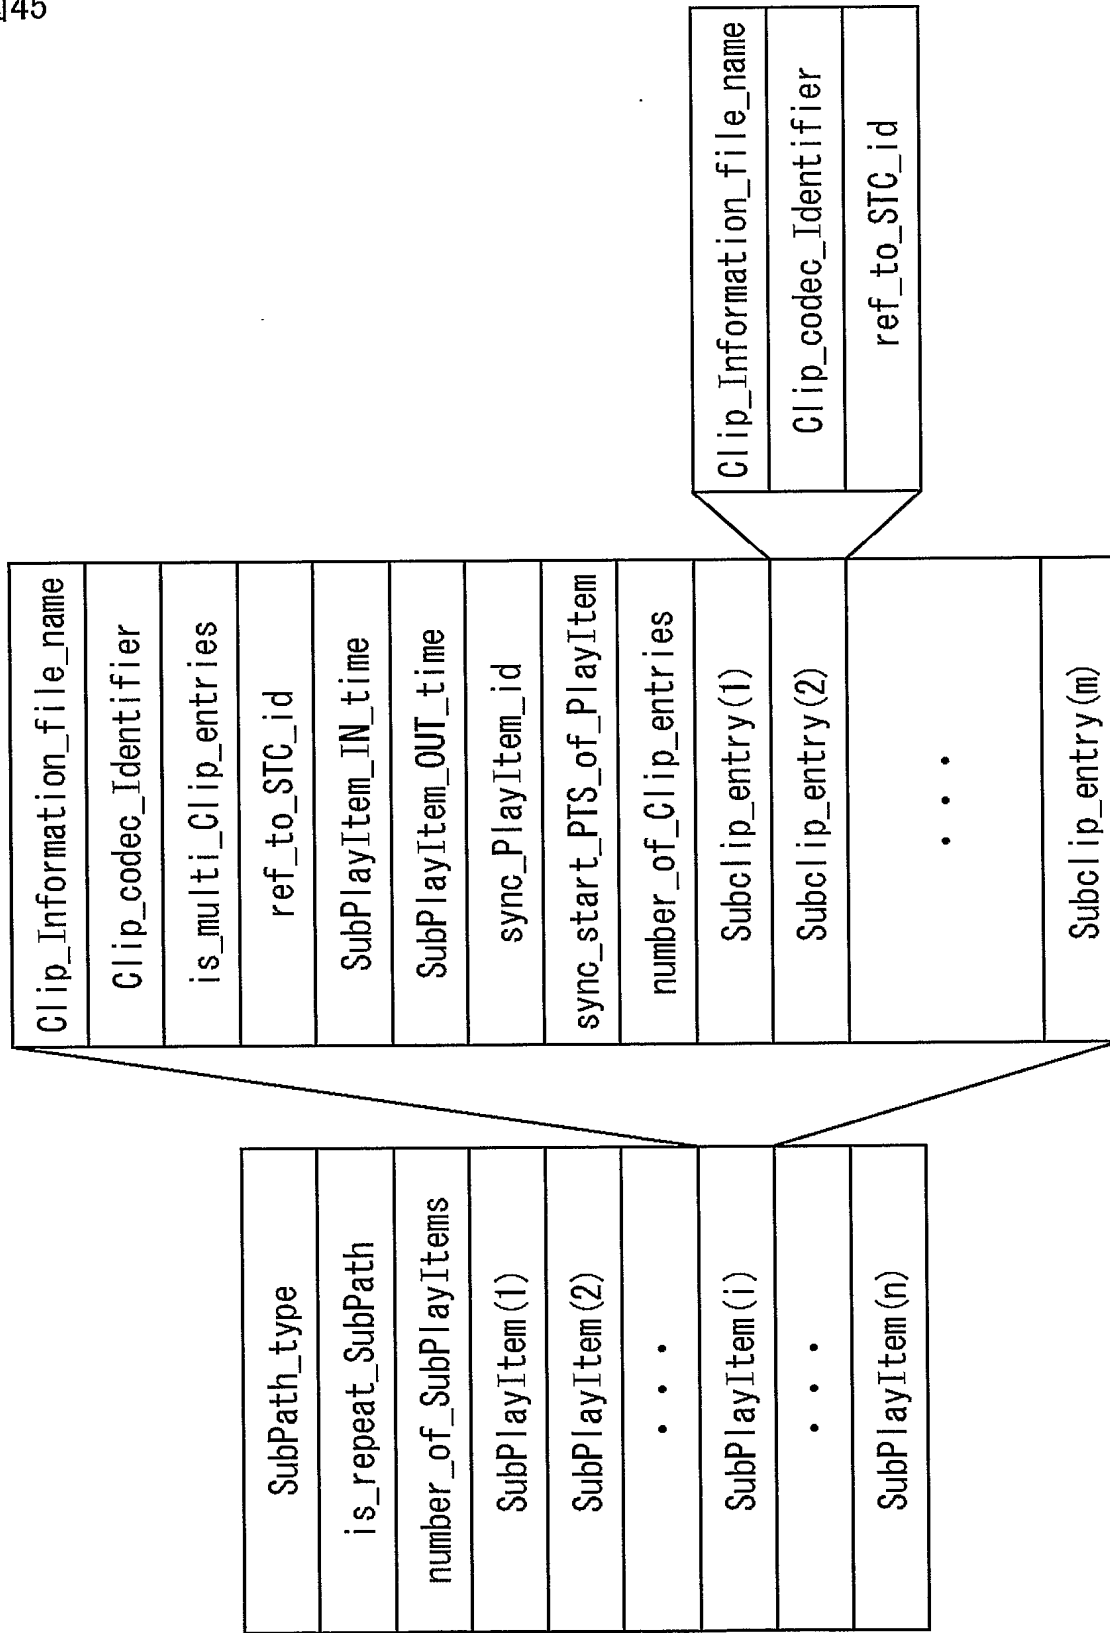 45
SubPath_type
is_repeat_SubPath
number_of_SubPlayItems
SubPlayItem(1)
SubPlayItem(2)
• • •
SubPlayItem(i)
• • •
SubPlayItem(n)
Clip_Information_file_name
Clip_codec_Identifier
is_multi_Clip_entries
ref_to_STC_id
SubPlayItem_IN_time
SubPlayItem_OUT_time
sync_PlayItem_id
sync_start_PTS_of_PlayItem
number_of_Clip_entries
Subclip_entry(1)
Subclip_entry(2)
• • •
Subclip_entry(m)
Clip_Information_file_name
Clip_codec_Identifier
ref_to_STC_id